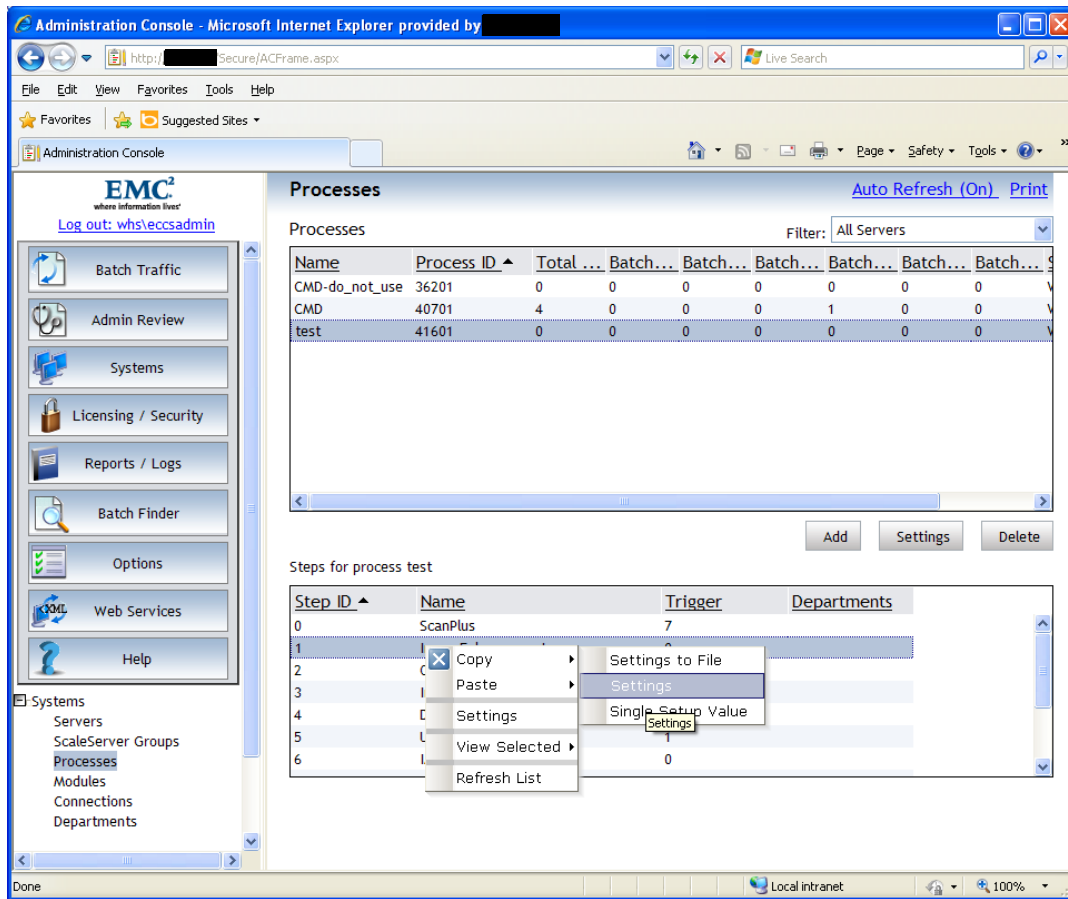 Administration Console - Microsoft Internet Explorer provided by
http:/ Secure/ACFrame.aspx
Live Search
File Edit View Favorites Tools Help
Favorites Suggested Sites
Administration Console
Page Safety Tools »
EMC²
where information lives®
Log out: whs\eccsadmin
Batch Traffic
Admin Review
Systems
Licensing / Security
Reports / Logs
Batch Finder
Options
XML
Web Services
Help
Systems
Servers
ScaleServer Groups
Processes
Modules
Connections
Departments
Processes Auto Refresh (On) Print
Processes Filter: All Servers
Name Process ID Total ... Batch... Batch... Batch... Batch... Batch... Batch...
CMD-do_not_use 36201 0 0 0 0 0 0 0
CMD 40701 4 0 0 0 1 0 0
test 41601 0 0 0 0 0 0 0
Add Settings Delete
Steps for process test
Step ID Name Trigger Departments
0 ScanPlus 7
1
2
3
4
5 1
6 0
Copy
Paste
Settings
View Selected
Refresh List
Settings to File
Settings
Single Setup Value
Settings
Done Local intranet 100%